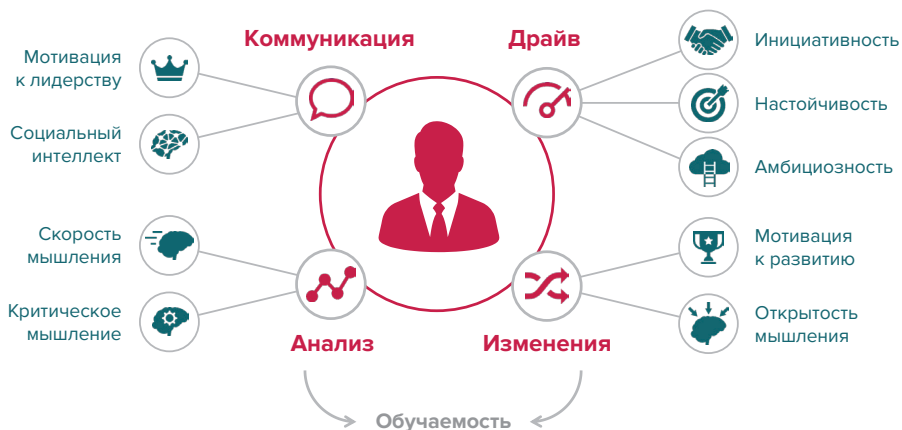 Коммуникация
Драйв
Мотивация
к лидерству
Социальный
интеллект
Инициативность
Настойчивость
Амбициозность
Скорость
мышления
Критическое
мышление
Мотивация
к развитию
Открытость
мышления
Анализ
Изменения
Обучаемость